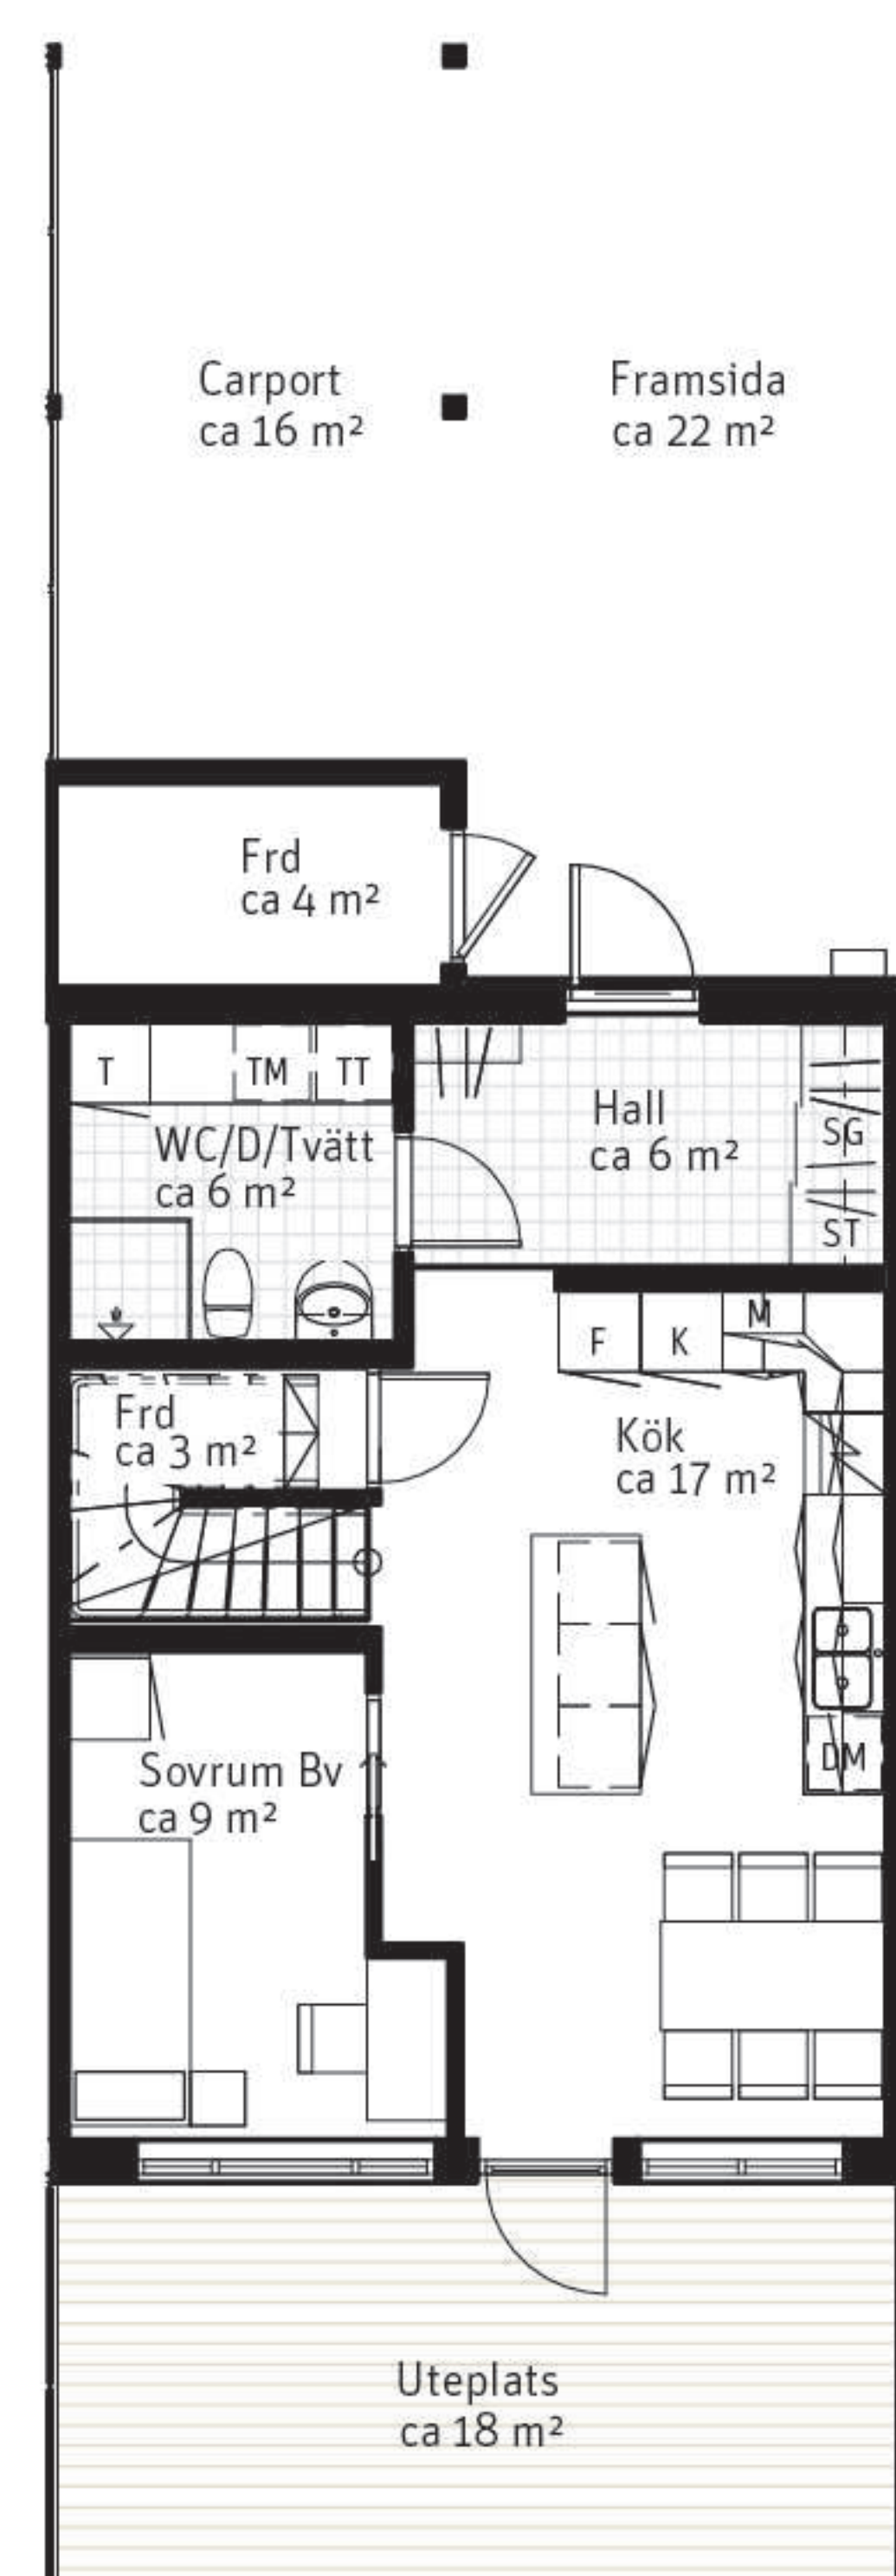 Carport
ca 16 m²
Framsida
ca 22 m²
Frd
ca 4 m²
T
TM
TT
WC/D/Tvätt
ca 6 m²
Hall
ca 6 m²
SG
ST
F
K
M
Frd
ca 3 m²
Kök
ca 17 m²
Sovrum Bv
ca 9 m²
DM
Uteplats
ca 18 m²